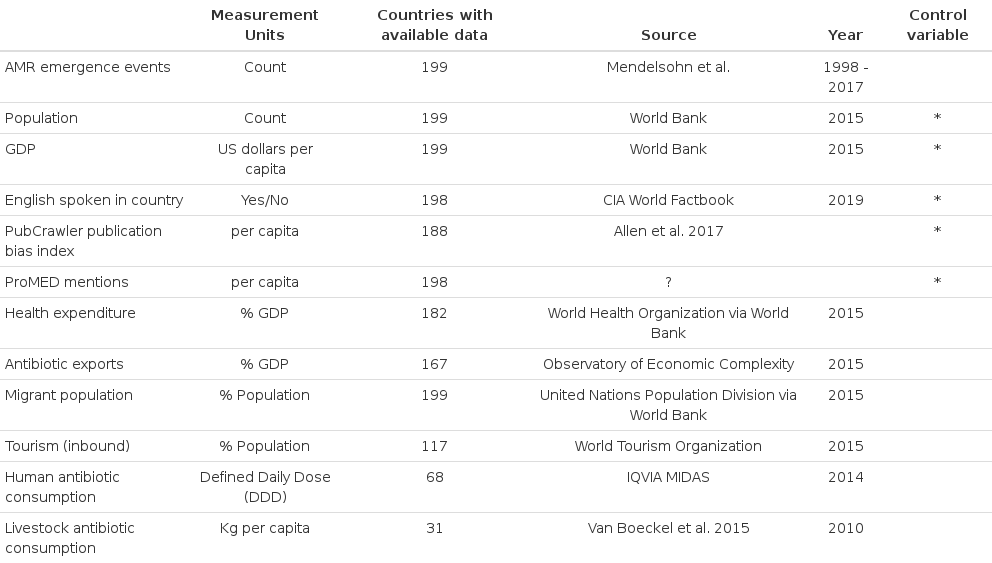 Measurement Units Countries with available data Source Year Control variable
AMR emergence events Count 199 Mendelsohn et al. 1998 - 2017
Population Count 199 World Bank 2015 *
GDP US dollars per capita 199 World Bank 2015 *
English spoken in country Yes/No 198 CIA World Factbook 2019 *
PubCrawler publication bias index per capita 188 Allen et al. 2017 *
ProMED mentions per capita 198 ? *
Health expenditure % GDP 182 World Health Organization via World Bank 2015
Antibiotic exports % GDP 167 Observatory of Economic Complexity 2015
Migrant population % Population 199 United Nations Population Division via World Bank 2015
Tourism (inbound) % Population 117 World Tourism Organization 2015
Human antibiotic consumption Defined Daily Dose (DDD) 68 IQVIA MIDAS 2014
Livestock antibiotic consumption Kg per capita 31 Van Boeckel et al. 2015 2010